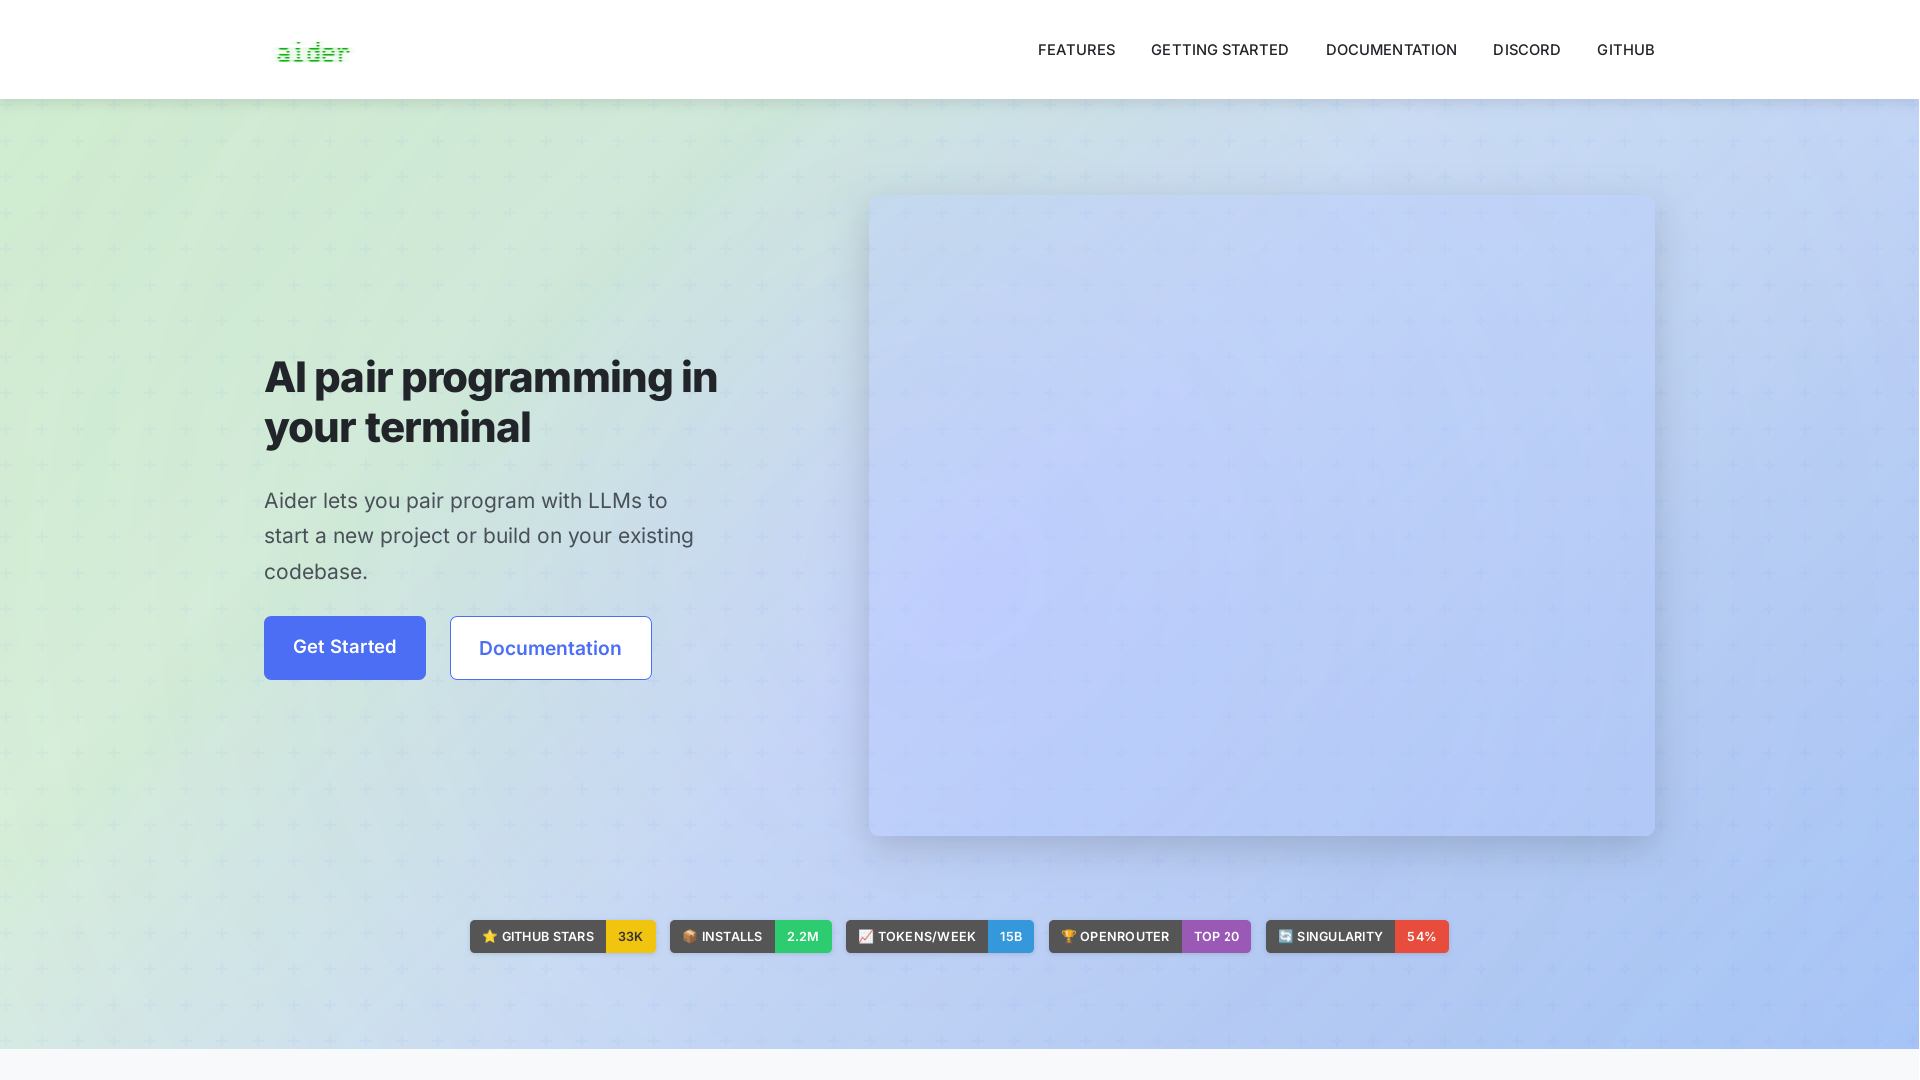 aider
FEATURES
GETTING STARTED
DOCUMENTATION
DISCORD
GITHUB
AI pair programming in
your terminal
Aider lets you pair program with LLMs to
start a new project or build on your existing
codebase.
Get Started
Documentation
⭐ GITHUB STARS 33K
📦 INSTALLS 2.2M
📈 TOKENS/WEEK 15B
🏆 OPENROUTER TOP 20
🔄 SINGULARITY 54%